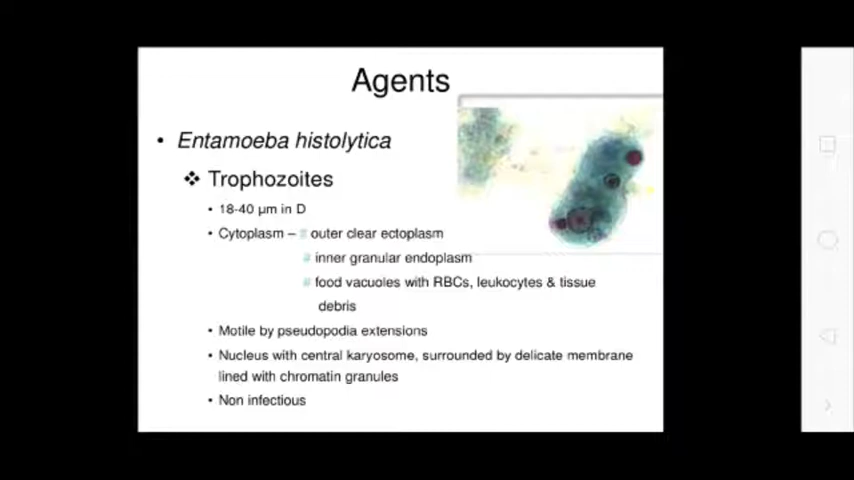 Agents
• Entamoeba histolytica
❖ Trophozoites
• 18-40 µm in D
• Cytoplasm – outer clear ectoplasm
inner granular endoplasm
food vacuoles with RBCs, leukocytes & tissue
debris
• Motile by pseudopodia extensions
• Nucleus with central karyosome, surrounded by delicate membrane
lined with chromatin granules
• Non infectious